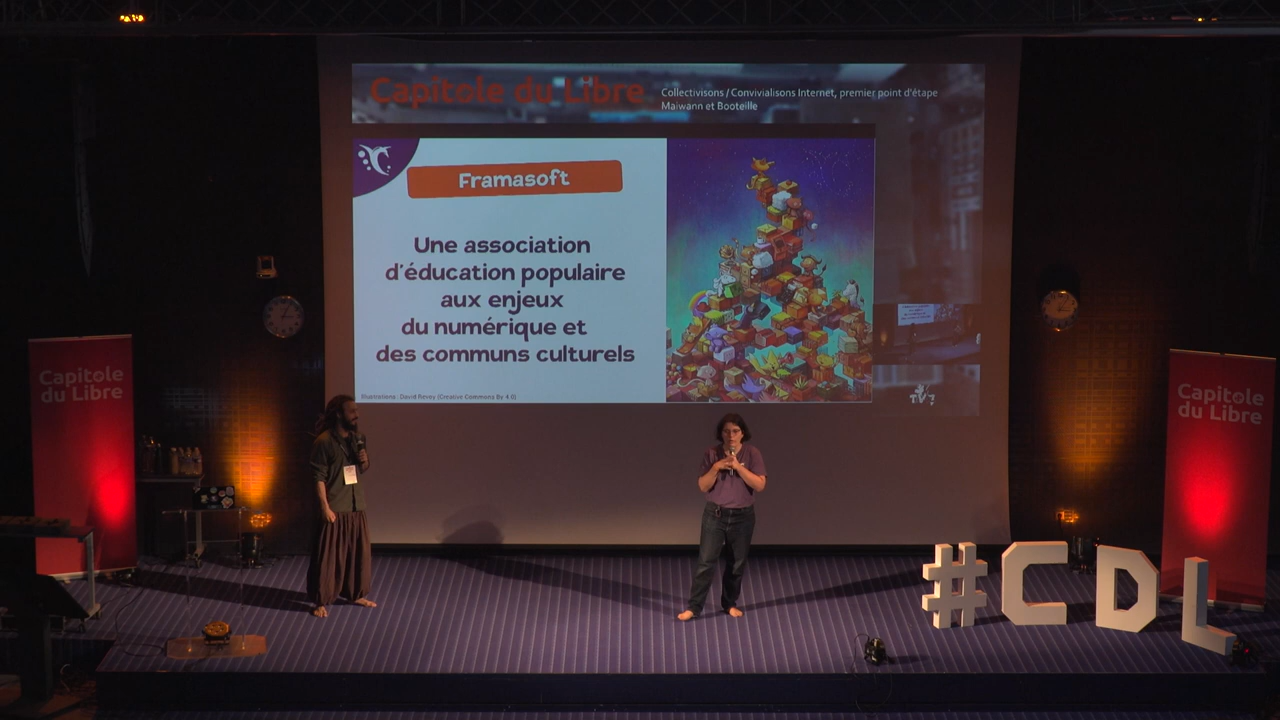 Capitole du Libre
Collectivisons / Convivialisons Internet, premier point d'étape
Maiwann et Booteille
Framasoft
Une association
d'éducation populaire
aux enjeux
du numérique et
des communs culturels
Illustrations : David Revoy (Creative Commons By 4.0)
Capitole
du Libre
Capitole
du Libre
#CDL